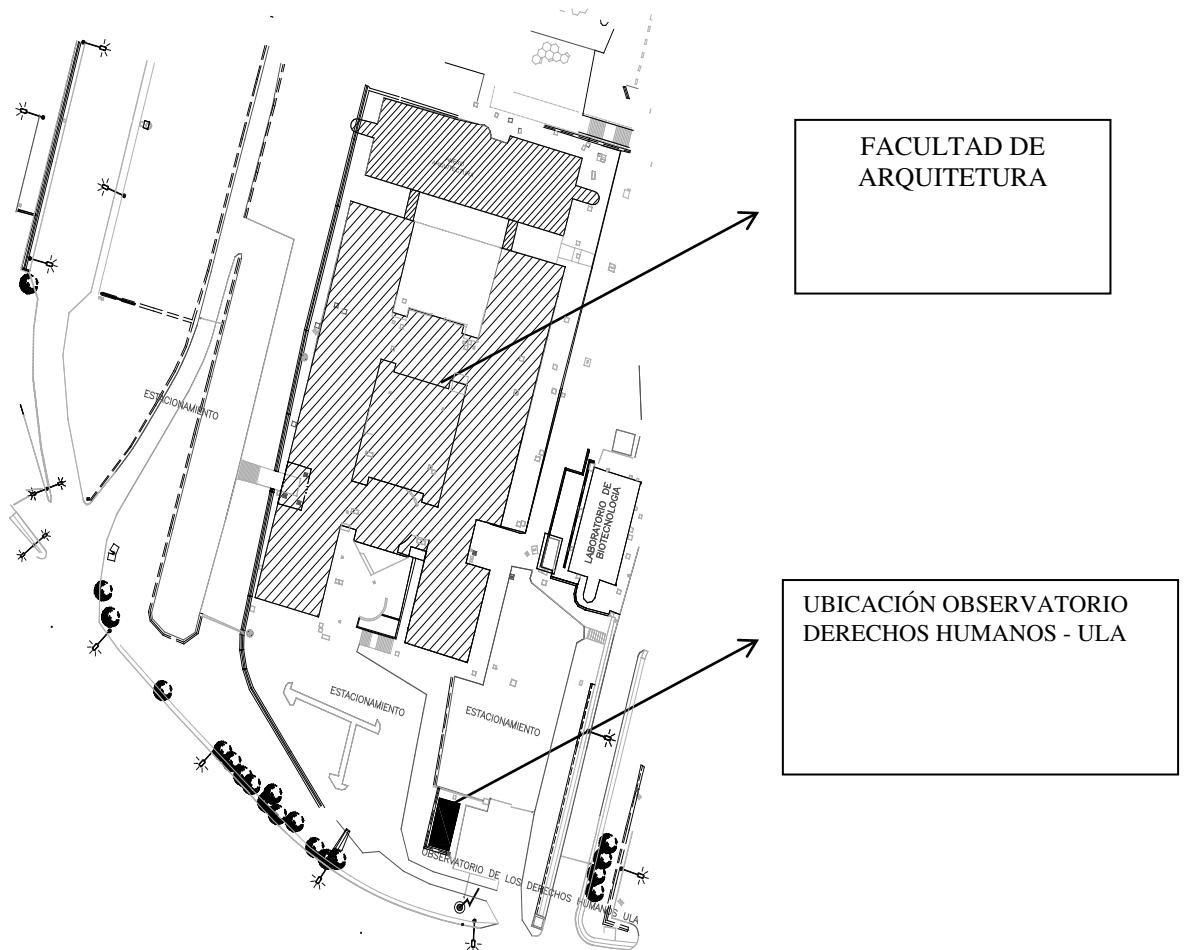 FACULTAD DE
ARQUITETURA
ESTACIONAMIENTO
LABORATORIO DE
BIOTECNOLOGÍA
UBICACIÓN OBSERVATORIO
DERECHOS HUMANOS - ULA
ESTACIONAMIENTO
ESTACIONAMIENTO
OBSERVATORIO DE LOS DERECHOS HUMANOS ULA